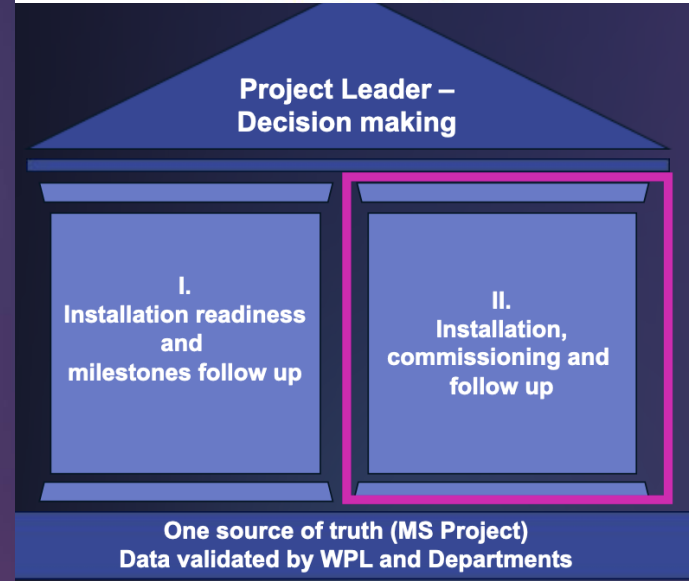 Project Leader –
Decision making
I.
Installation readiness
and
milestones follow up
II.
Installation,
commissioning and
follow up
One source of truth (MS Project)
Data validated by WPL and Departments